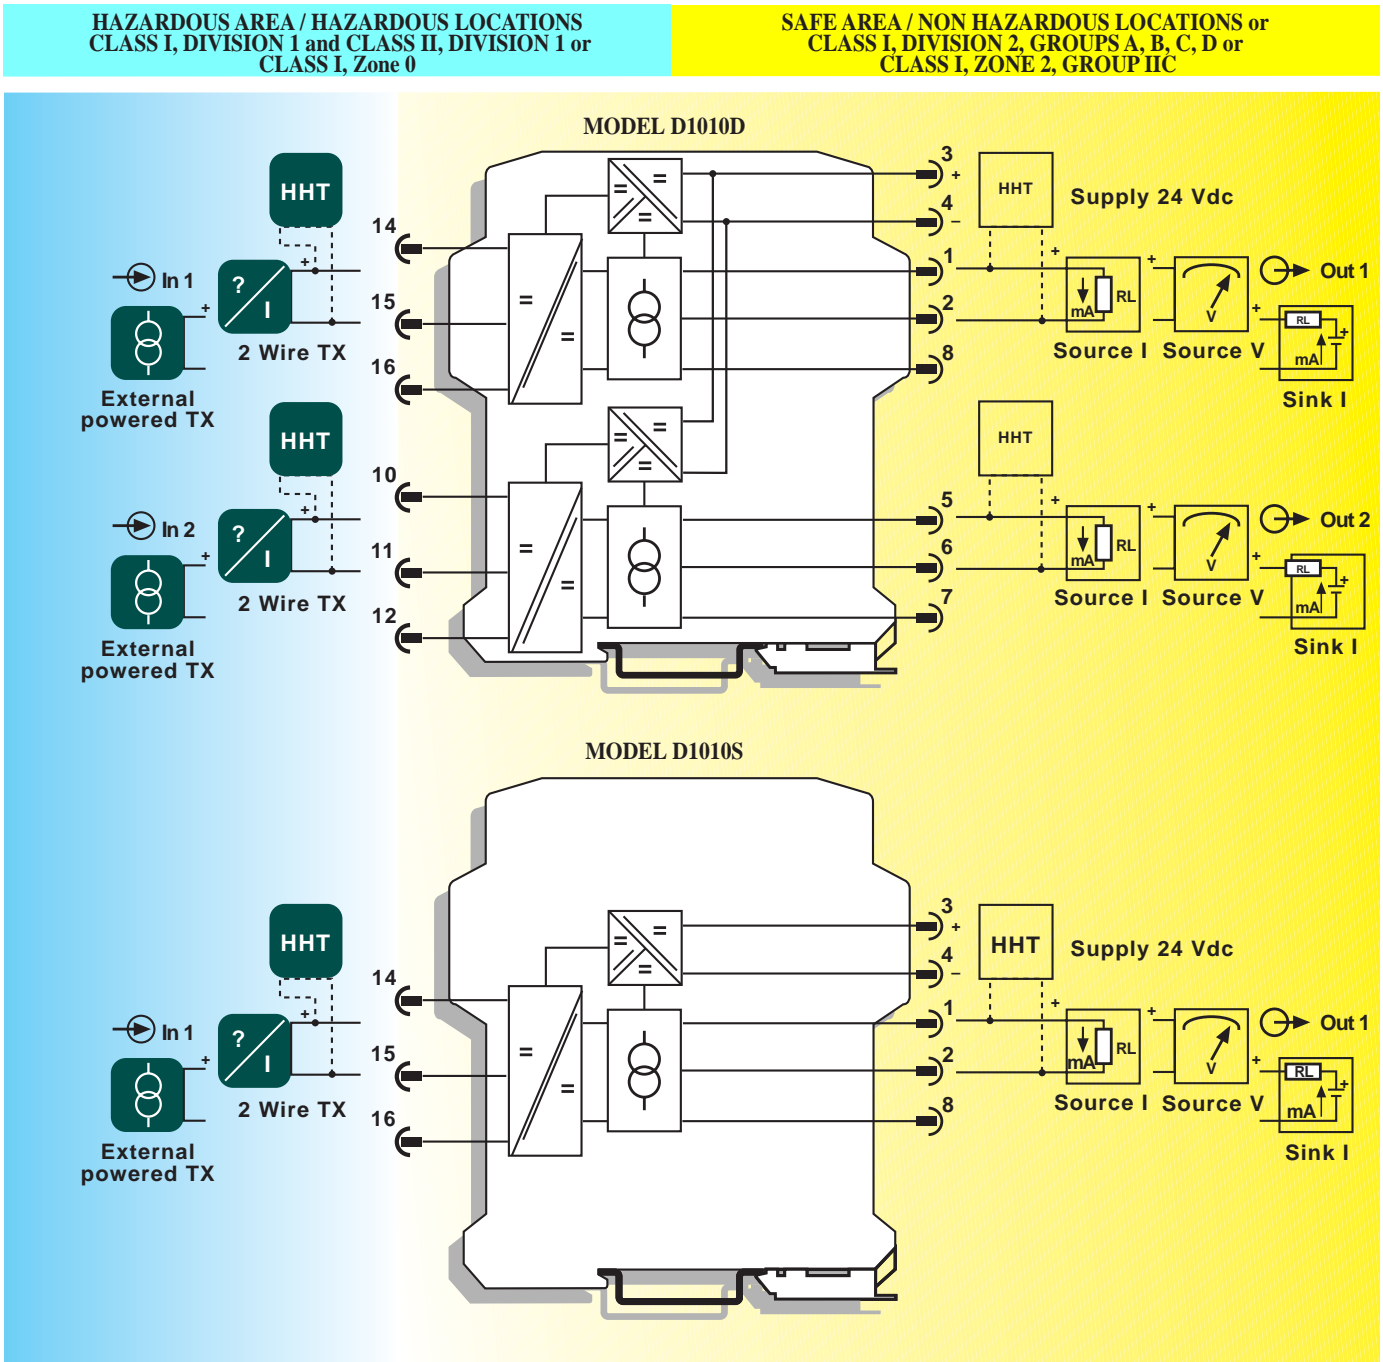 HAZARDOUS AREA / HAZARDOUS LOCATIONS
CLASS I, DIVISION 1 and CLASS II, DIVISION 1 or
CLASS I, Zone 0
SAFE AREA / NON HAZARDOUS LOCATIONS or
CLASS I, DIVISION 2, GROUPS A, B, C, D or
CLASS I, ZONE 2, GROUP IIC
MODEL D1010D
HHT
14
3
+
4
–
HHT
Supply 24 Vdc
In 1
+
?
I
+
2 Wire TX
External
powered TX
15
16
=
=
=
=
=
1
2
8
+
mA
RL
Source I
+
V
Source V
Out 1
+
RL
+
mA
Sink I
HHT
10
HHT
In 2
+
?
I
+
2 Wire TX
External
powered TX
11
12
=
=
=
=
=
5
6
7
+
mA
RL
Source I
+
V
Source V
Out 2
+
RL
+
mA
Sink I
MODEL D1010S
HHT
14
3
+
4
–
HHT
Supply 24 Vdc
In 1
+
?
I
+
2 Wire TX
External
powered TX
15
16
=
=
=
=
=
1
2
8
+
mA
RL
Source I
+
V
Source V
Out 1
+
RL
+
mA
Sink I